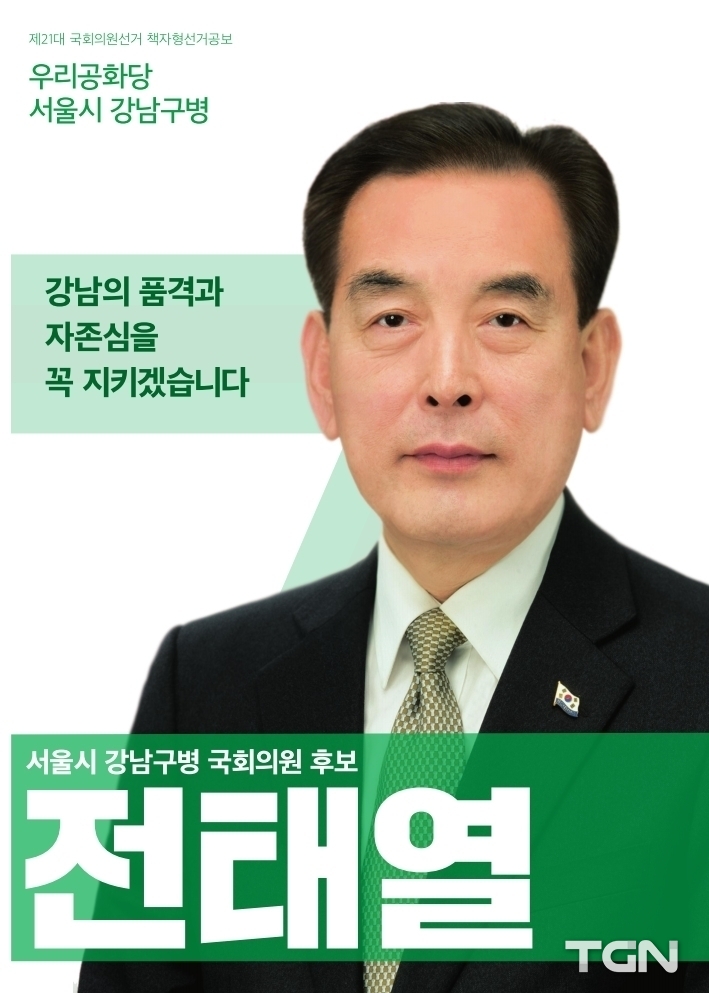 제21대 국회의원선거 책자형선거공보
우리공화당
서울시 강남구병
강남의 품격과
자존심을
꼭 지키겠습니다
서울시 강남구병 국회의원 후보
전태열
TGN